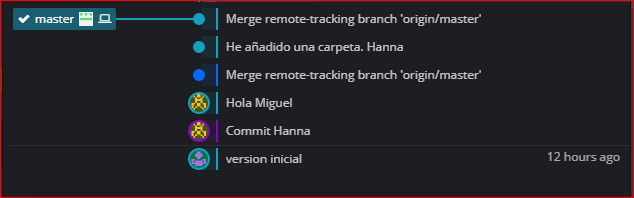 master
Merge remote-tracking branch 'origin/master'
He añadido una carpeta. Hanna
Merge remote-tracking branch 'origin/master'
Hola Miguel
Commit Hanna
version inicial
12 hours ago